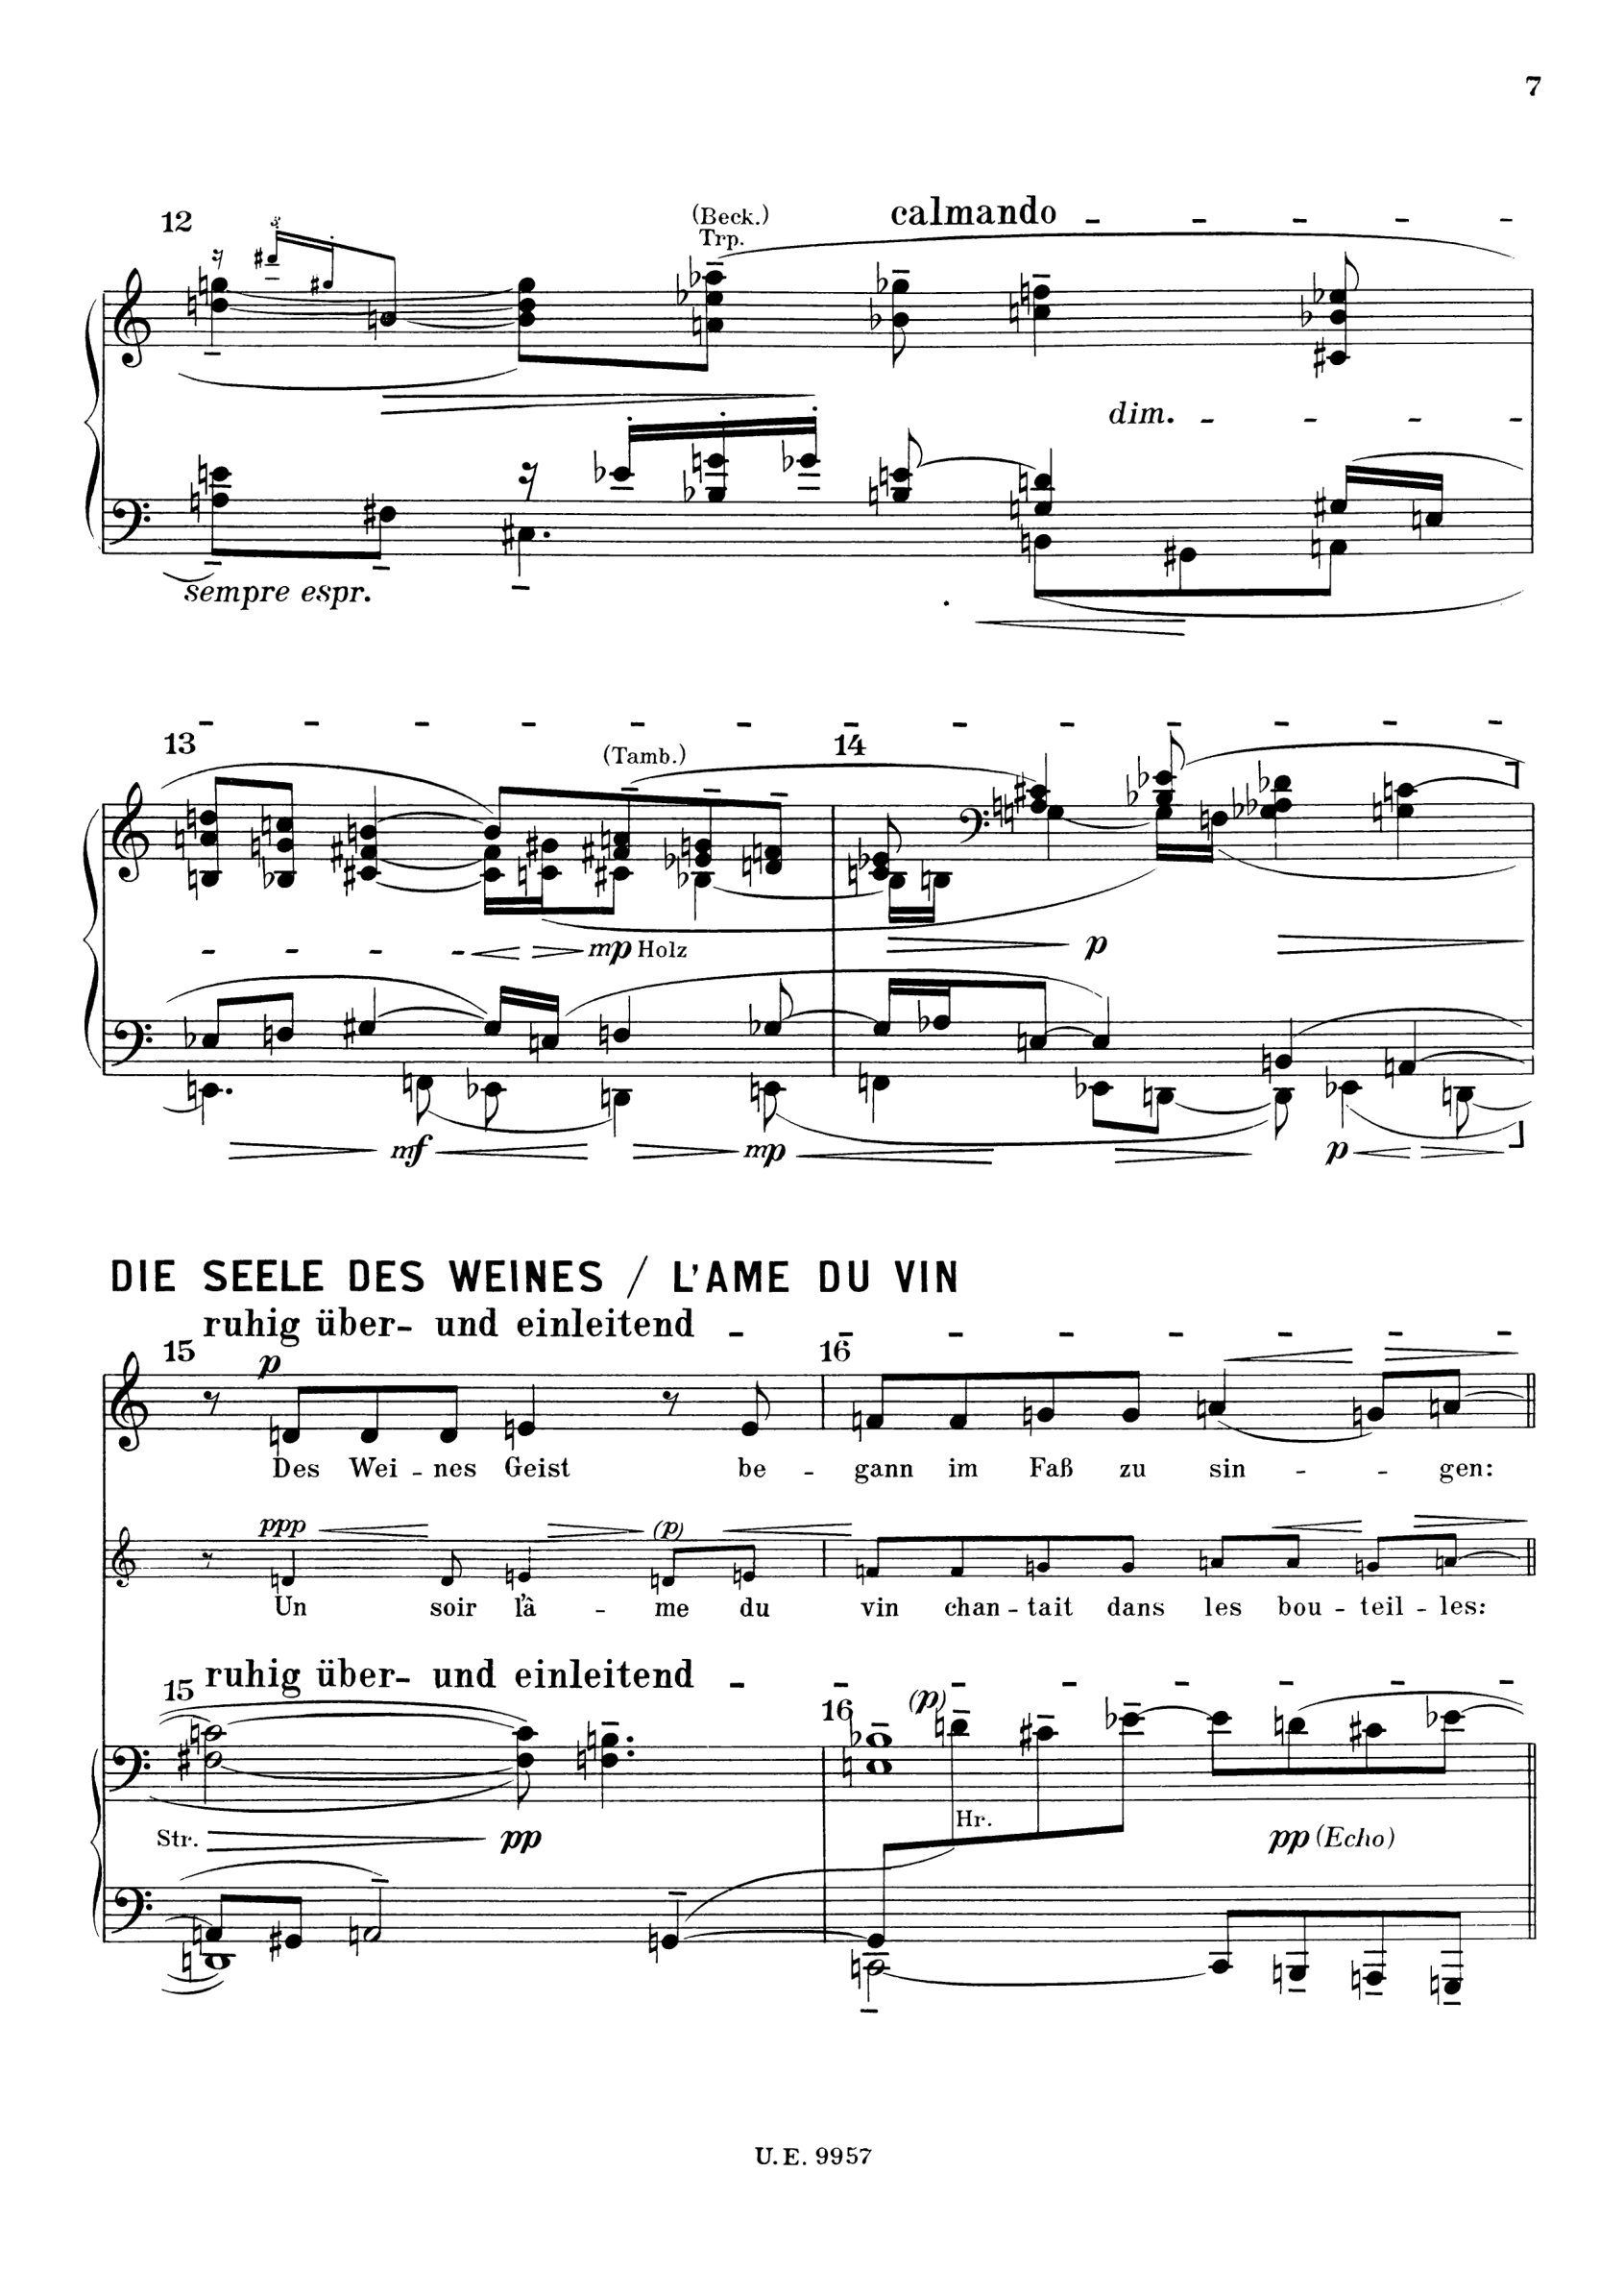 7
12
3
(Beck.)
Trp.
calmando
dim.
sempre espr.
13
(Tamb.)
14
mp Holz
p
mf
mp
p
DIE SEELE DES WEINES / L'AME DU VIN
ruhig über- und einleitend
15
p
16
Des Wei - nes Geist be - gann im Faß zu sin - - gen:
ppp
(p)
Un soir l'â - me du vin chan - tait dans les bou - teil - les:
ruhig über- und einleitend
15
16
(p)
Hr.
Str.
pp
pp (Echo)
U. E. 9957